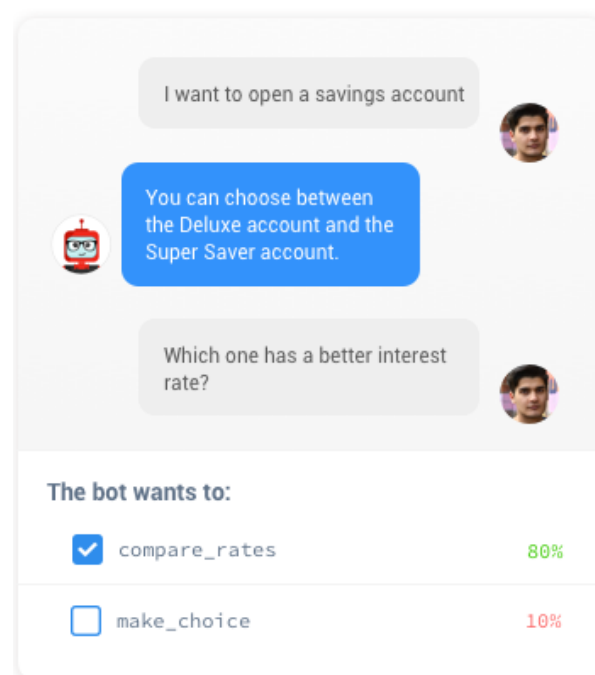 I want to open a savings account
You can choose between
the Deluxe account and the
Super Saver account.
Which one has a better interest
rate?
The bot wants to:
compare_rates 80%
make_choice 10%